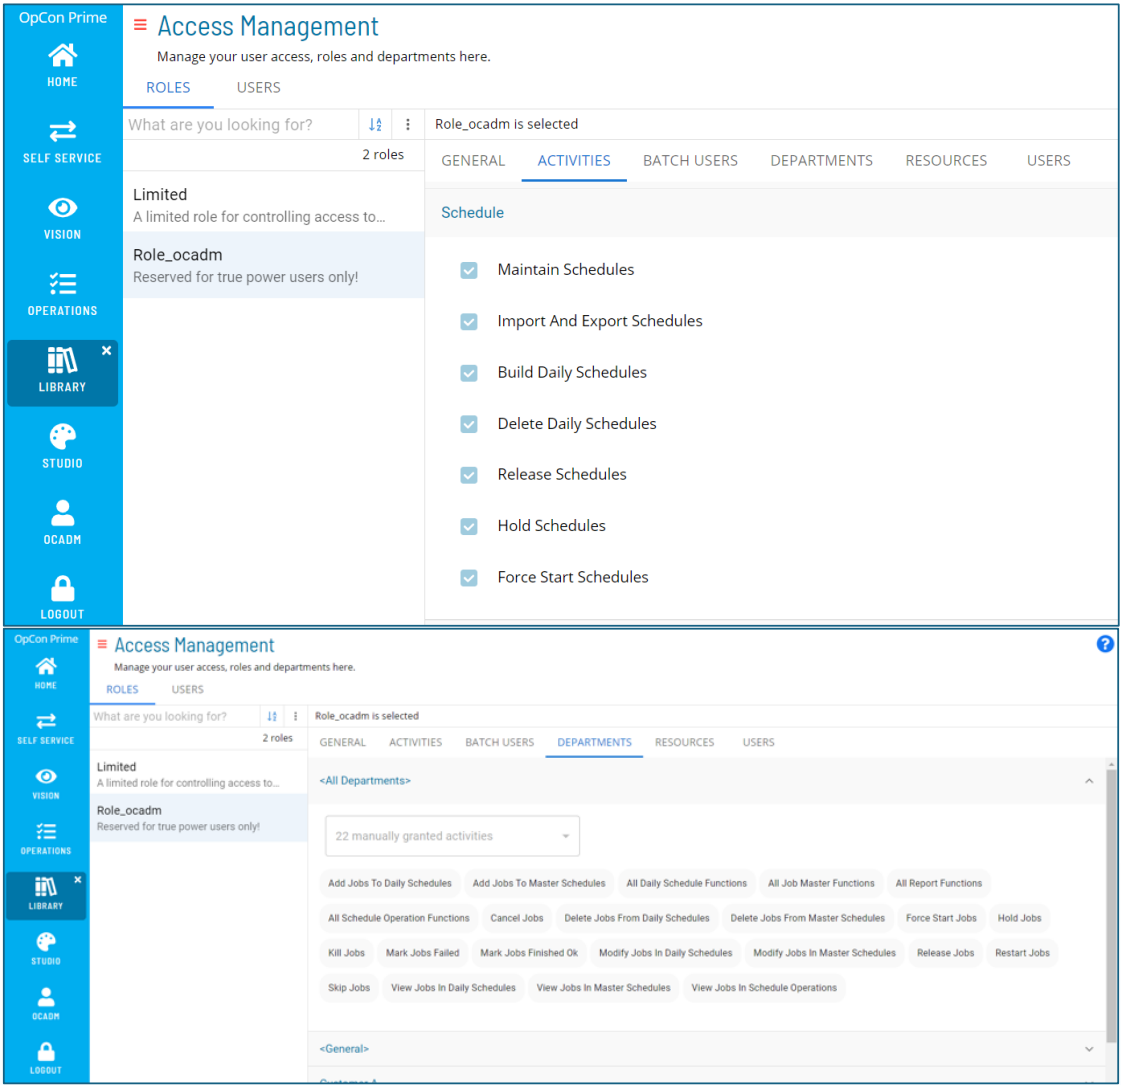 OpCon Prime
HOME
SELF SERVICE
VISION
OPERATIONS
LIBRARY
STUDIO
OCADM
LOGOUT
Access Management
Manage your user access, roles and departments here.
ROLES USERS
What are you looking for?
2 roles
Limited
A limited role for controlling access to...
Role_ocadm
Reserved for true power users only!
Role_ocadm is selected
GENERAL ACTIVITIES BATCH USERS DEPARTMENTS RESOURCES USERS
Schedule
Maintain Schedules
Import And Export Schedules
Build Daily Schedules
Delete Daily Schedules
Release Schedules
Hold Schedules
Force Start Schedules
OpCon Prime
HOME
SELF SERVICE
VISION
OPERATIONS
LIBRARY
STUDIO
OCADM
LOGOUT
Access Management
Manage your user access, roles and departments here.
ROLES USERS
What are you looking for?
2 roles
Limited
A limited role for controlling access to...
Role_ocadm
Reserved for true power users only!
Role_ocadm is selected
GENERAL ACTIVITIES BATCH USERS DEPARTMENTS RESOURCES USERS
<All Departments>
22 manually granted activities
Add Jobs To Daily Schedules Add Jobs To Master Schedules All Daily Schedule Functions All Job Master Functions All Report Functions
All Schedule Operation Functions Cancel Jobs Delete Jobs From Daily Schedules Delete Jobs From Master Schedules Force Start Jobs Hold Jobs
Kill Jobs Mark Jobs Failed Mark Jobs Finished Ok Modify Jobs In Daily Schedules Modify Jobs In Master Schedules Release Jobs Restart Jobs
Skip Jobs View Jobs In Daily Schedules View Jobs In Master Schedules View Jobs In Schedule Operations
<General>